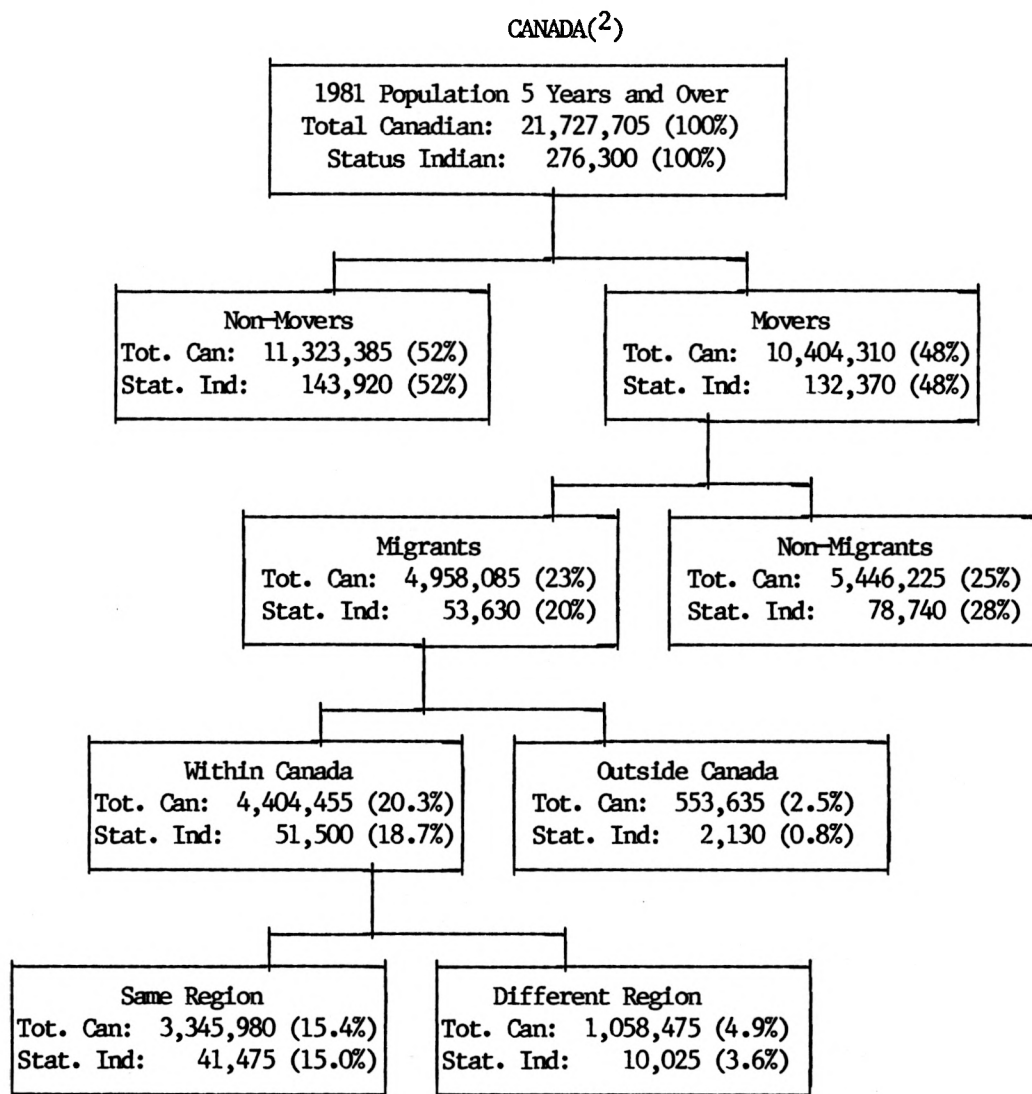 CANADA(2)
1981 Population 5 Years and Over
Total Canadian: 21,727,705 (100%)
Status Indian: 276,300 (100%)
Non-Movers
Tot. Can: 11,323,385 (52%)
Stat. Ind: 143,920 (52%)
Movers
Tot. Can: 10,404,310 (48%)
Stat. Ind: 132,370 (48%)
Migrants
Tot. Can: 4,958,085 (23%)
Stat. Ind: 53,630 (20%)
Non-Migrants
Tot. Can: 5,446,225 (25%)
Stat. Ind: 78,740 (28%)
Within Canada
Tot. Can: 4,404,455 (20.3%)
Stat. Ind: 51,500 (18.7%)
Outside Canada
Tot. Can: 553,635 (2.5%)
Stat. Ind: 2,130 (0.8%)
Same Region
Tot. Can: 3,345,980 (15.4%)
Stat. Ind: 41,475 (15.0%)
Different Region
Tot. Can: 1,058,475 (4.9%)
Stat. Ind: 10,025 (3.6%)